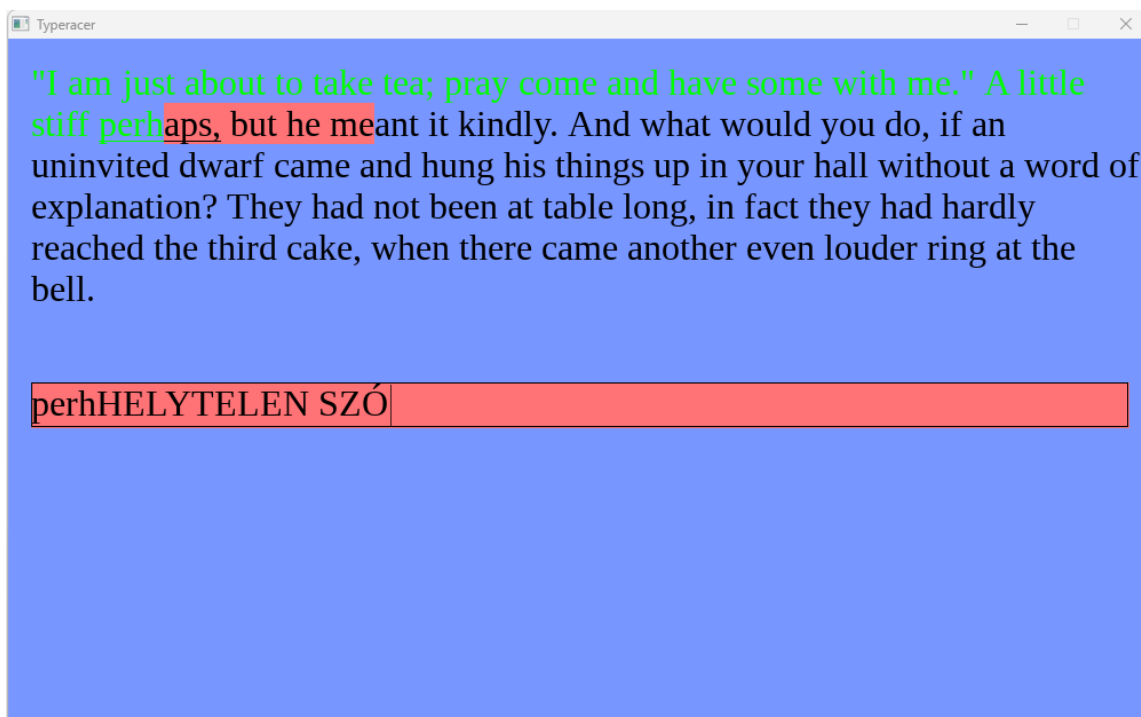 Typeracer
"I am just about to take tea; pray come and have some with me." A little
stiff perhaps, but he meant it kindly. And what would you do, if an
uninvited dwarf came and hung his things up in your hall without a word of
explanation? They had not been at table long, in fact they had hardly
reached the third cake, when there came another even louder ring at the
bell.
perhHELYTELEN SZÓ